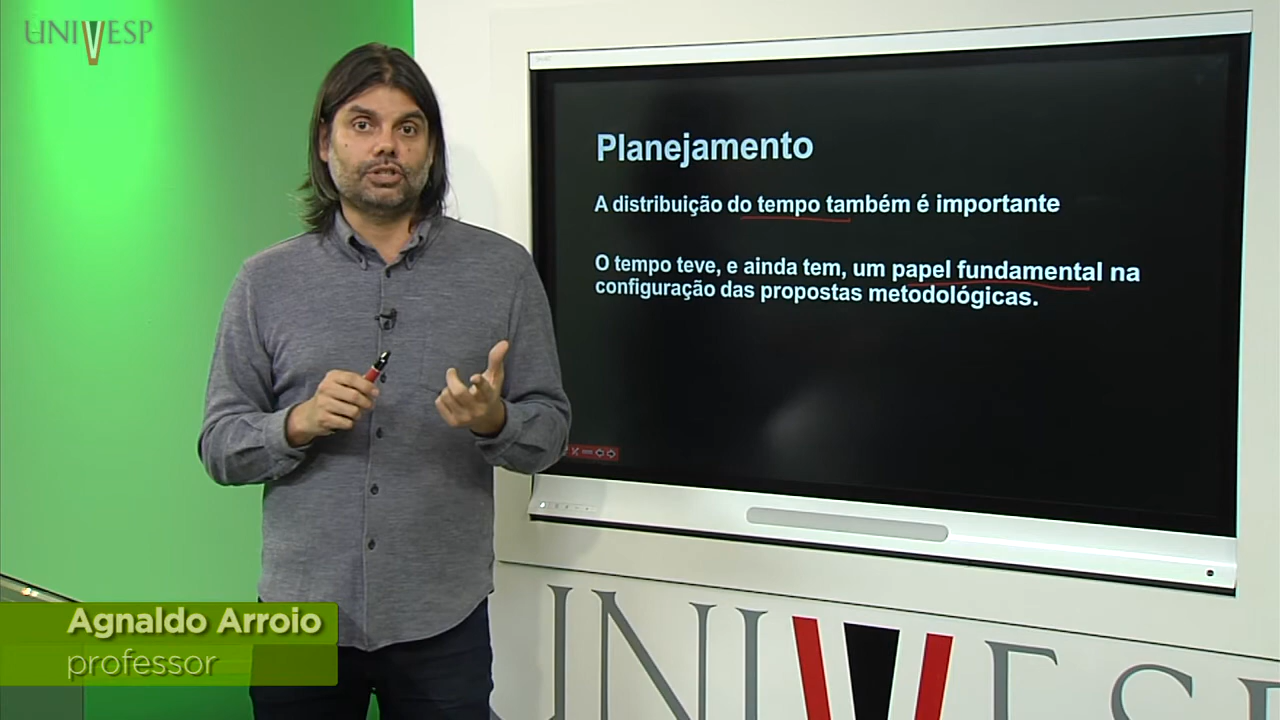 UNIVESP
Planejamento
A distribuição do tempo também é importante
O tempo teve, e ainda tem, um papel fundamental na
configuração das propostas metodológicas.
Agnaldo Arroio
professor
UNIVESP